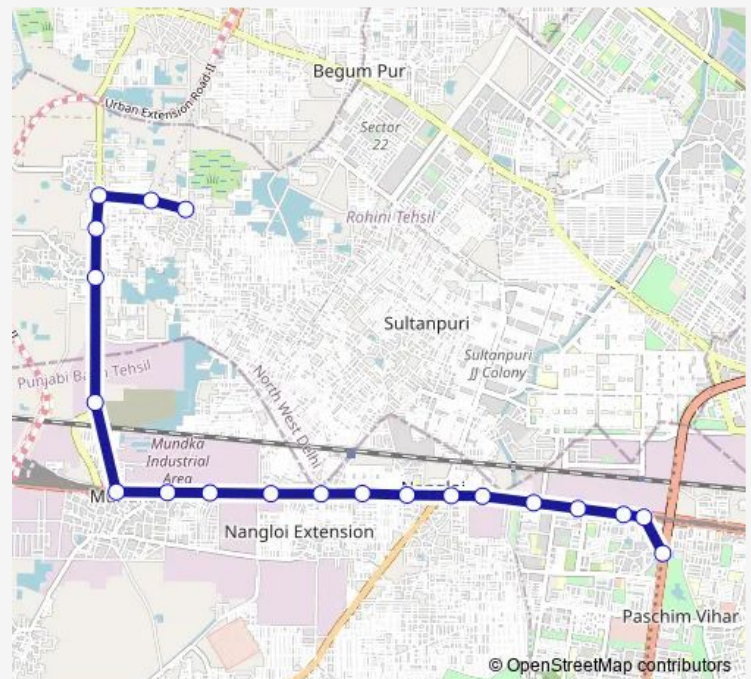 Begum Pur
Urban Extension Road-II
Sector
22
Rohini Tehsil
Sultanpuri
Sultanpuri
JJ Colony
Punjabi Bagh Tehsil
North West Delhi
Mundka
Industrial
Area
Nangloi Extension
Paschim Vihar
© OpenStreetMap contributors